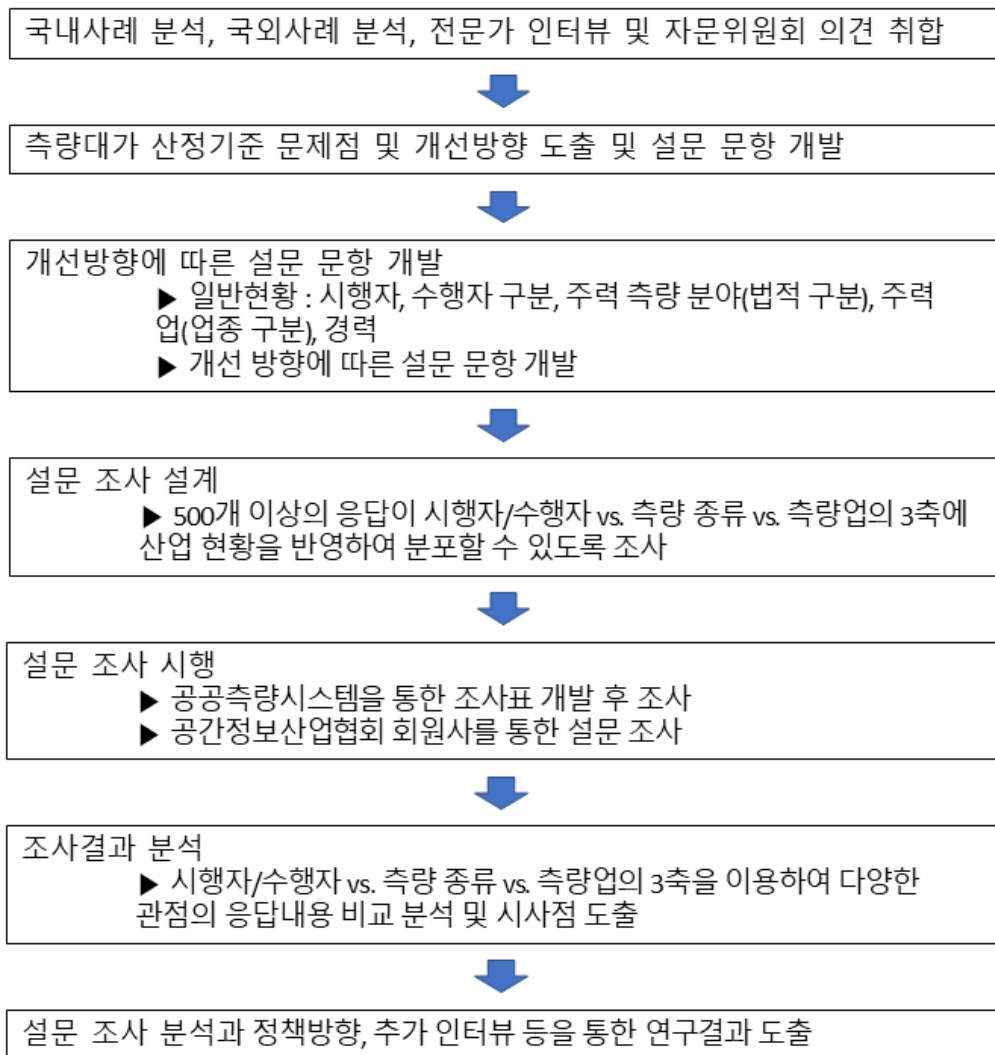 국내사례 분석, 국외사례 분석, 전문가 인터뷰 및 자문위원회 의견 취합
측량대가 산정기준 문제점 및 개선방향 도출 및 설문 문항 개발
개선방향에 따른 설문 문항 개발
▶ 일반현황 : 시행자, 수행자 구분, 주력 측량 분야(법적 구분), 주력
업(업종 구분), 경력
▶ 개선 방향에 따른 설문 문항 개발
설문 조사 설계
▶ 500개 이상의 응답이 시행자/수행자 vs. 측량 종류 vs. 측량업의 3축에
산업 현황을 반영하여 분포할 수 있도록 조사
설문 조사 시행
▶ 공공측량시스템을 통한 조사표 개발 후 조사
▶ 공간정보산업협회 회원사를 통한 설문 조사
조사결과 분석
▶ 시행자/수행자 vs. 측량 종류 vs. 측량업의 3축을 이용하여 다양한
관점의 응답내용 비교 분석 및 시사점 도출
설문 조사 분석과 정책방향, 추가 인터뷰 등을 통한 연구결과 도출